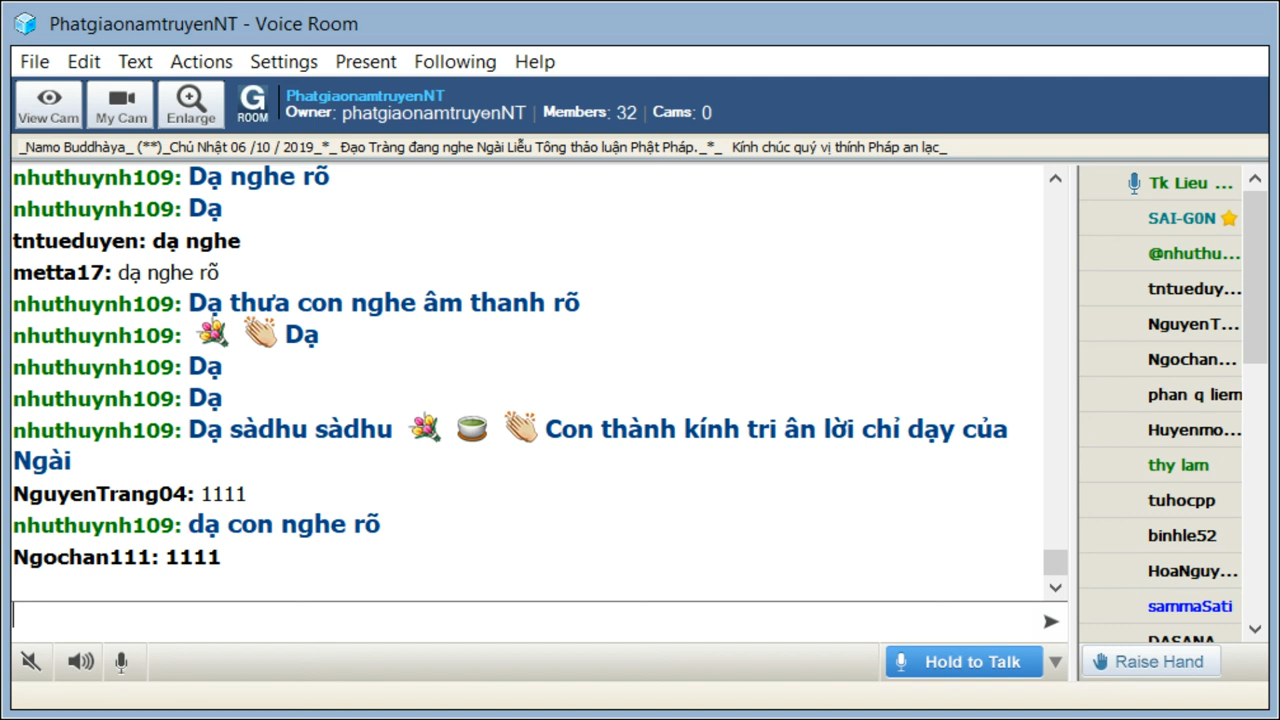 PhatgiaonamtruyenNT - Voice Room
File Edit Text Actions Settings Present Following Help
View Cam My Cam Enlarge G ROOM
PhatgiaonamtruyenNT
Owner: phatgiaonamtruyenNT | Members: 32 | Cams: 0
_Namo Buddhàya_ (**)_Chủ Nhật 06 /10 / 2019_*_ Đạo Tràng đang nghe Ngài Liễu Tông thảo luận Phật Pháp._*_ Kính chúc quý vị thính Pháp an lạc_
nhuthuynh109: Dạ nghe rõ
nhuthuynh109: Dạ
tntueduyen: dạ nghe
metta17: dạ nghe rõ
nhuthuynh109: Dạ thưa con nghe âm thanh rõ
nhuthuynh109: Dạ
nhuthuynh109: Dạ
nhuthuynh109: Dạ
nhuthuynh109: Dạ sàdhu sàdhu Con thành kính tri ân lời chỉ dạy của
Ngài
NguyenTrang04: 1111
nhuthuynh109: dạ con nghe rõ
Ngochan111: 1111
Tk Lieu ...
SAI-G0N
@nhuthu...
tntueduy...
NguyenT...
Ngochan...
phan q liem
Huyenmo...
thy lam
tuhocpp
binhle52
HoaNguy...
sammaSati
DASANA
Hold to Talk
Raise Hand